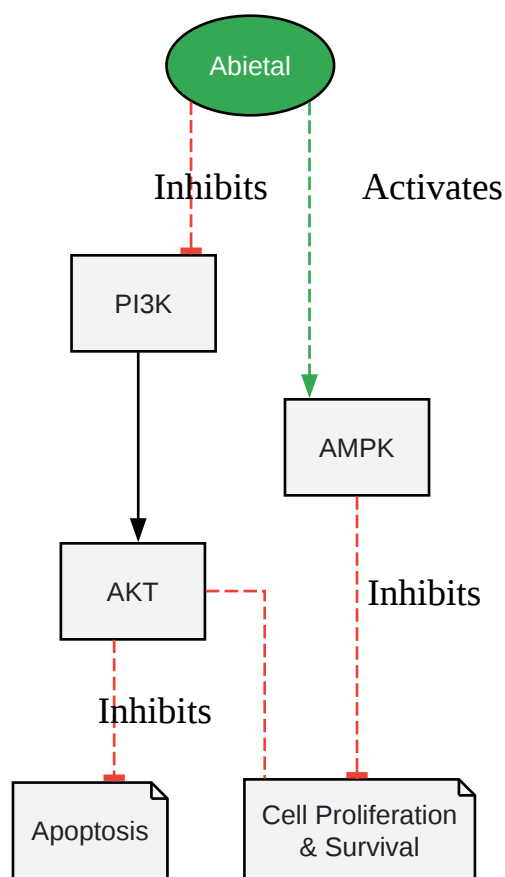 Abietal
Inhibits
Activates
PI3K
AMPK
AKT
Inhibits
Inhibits
Apoptosis
Cell Proliferation
& Survival